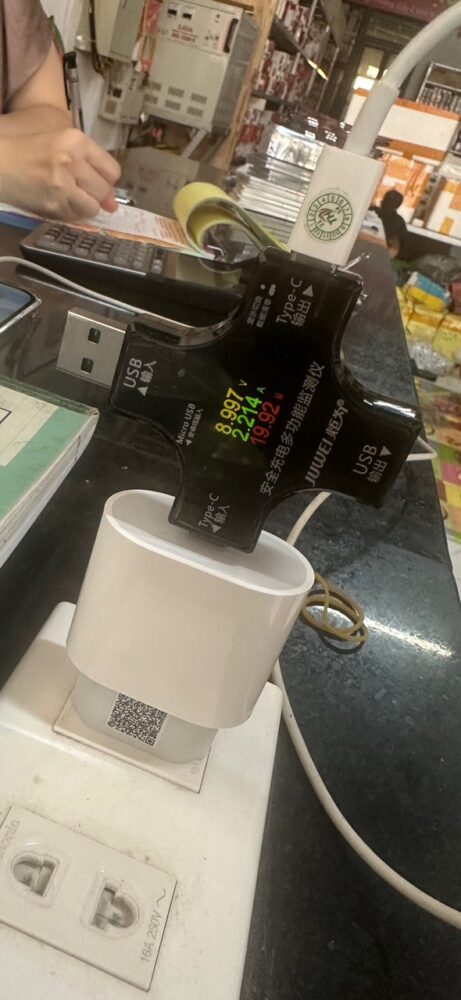 Type-C
输出▶
USB
▲输入
Micro USB
8.997 V
2.214 A
19.92 W
安全充电多功能监测仪
JUWEI
USB
输出▷
Type-C
◀输入
16A 250V ~